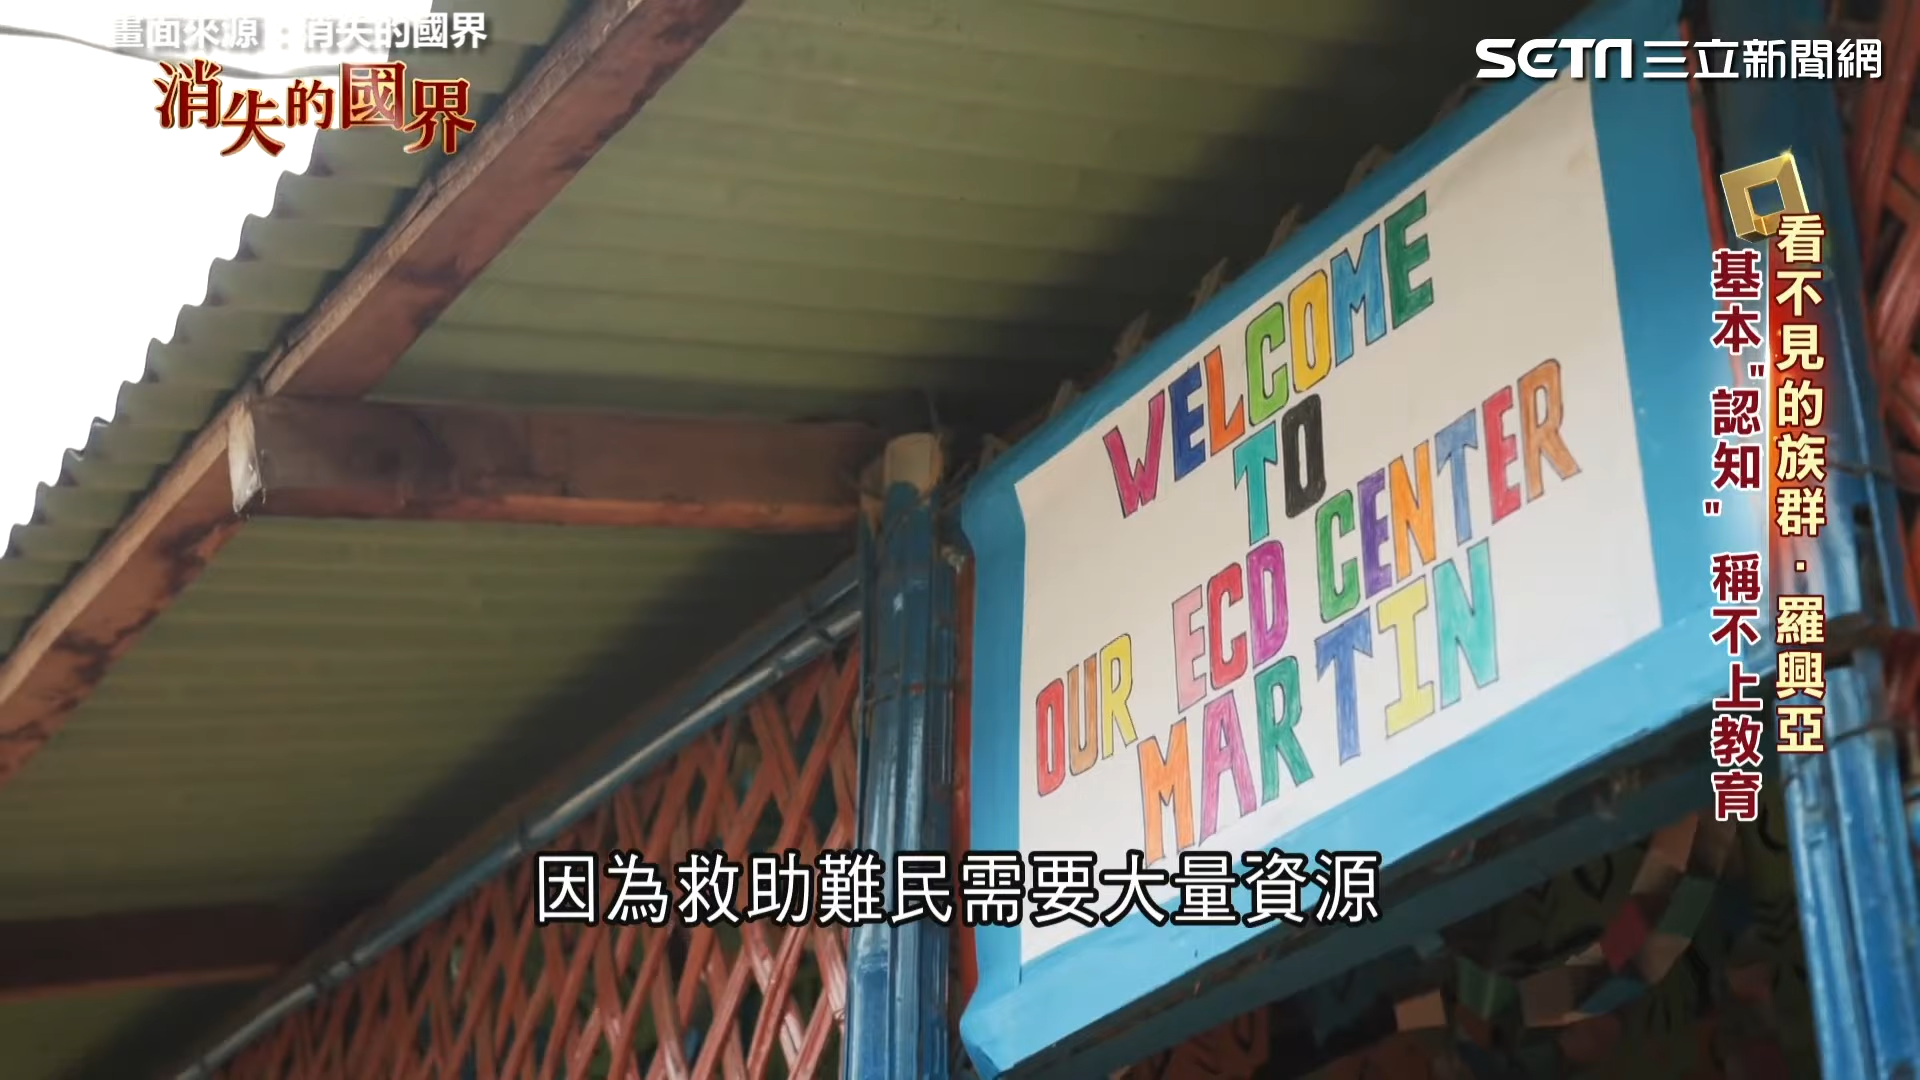 畫面來源：消失的國界
消失的國界
SETN三立新聞網
看不見的族群．羅興亞
基本"認知" 稱不上教育
WELCOME
TO
OUR ECD CENTER
MARTIN
因為救助難民需要大量資源